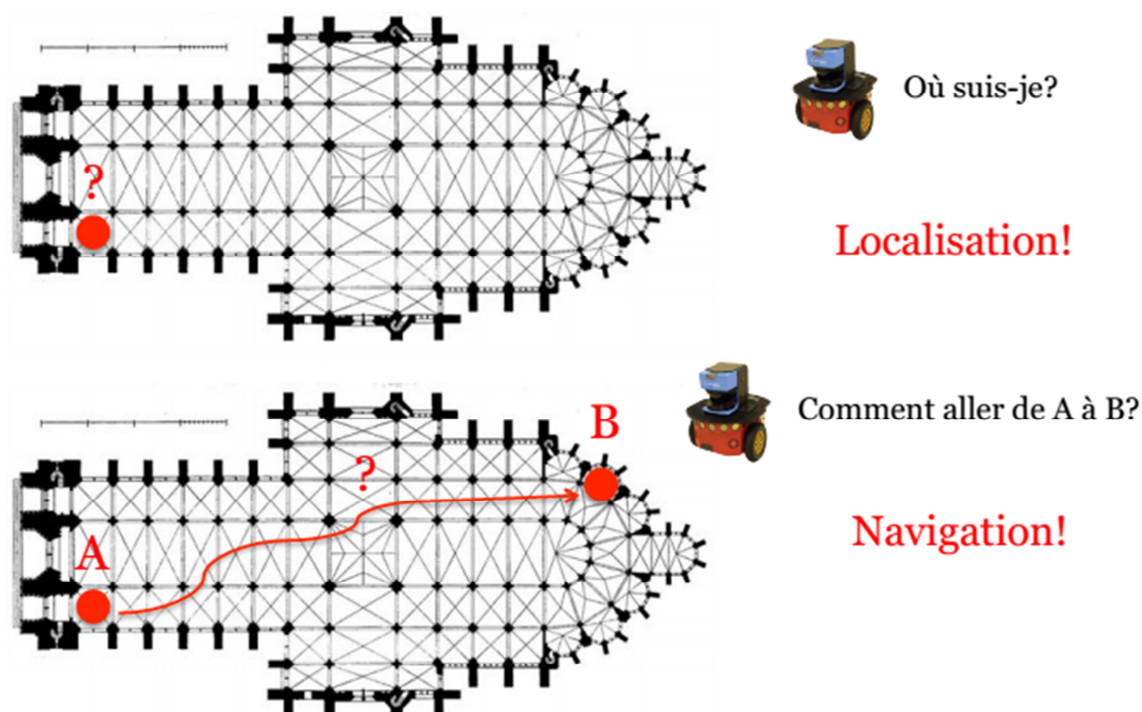 ?
Où suis-je?
Localisation!
A
?
B
Comment aller de A à B?
Navigation!